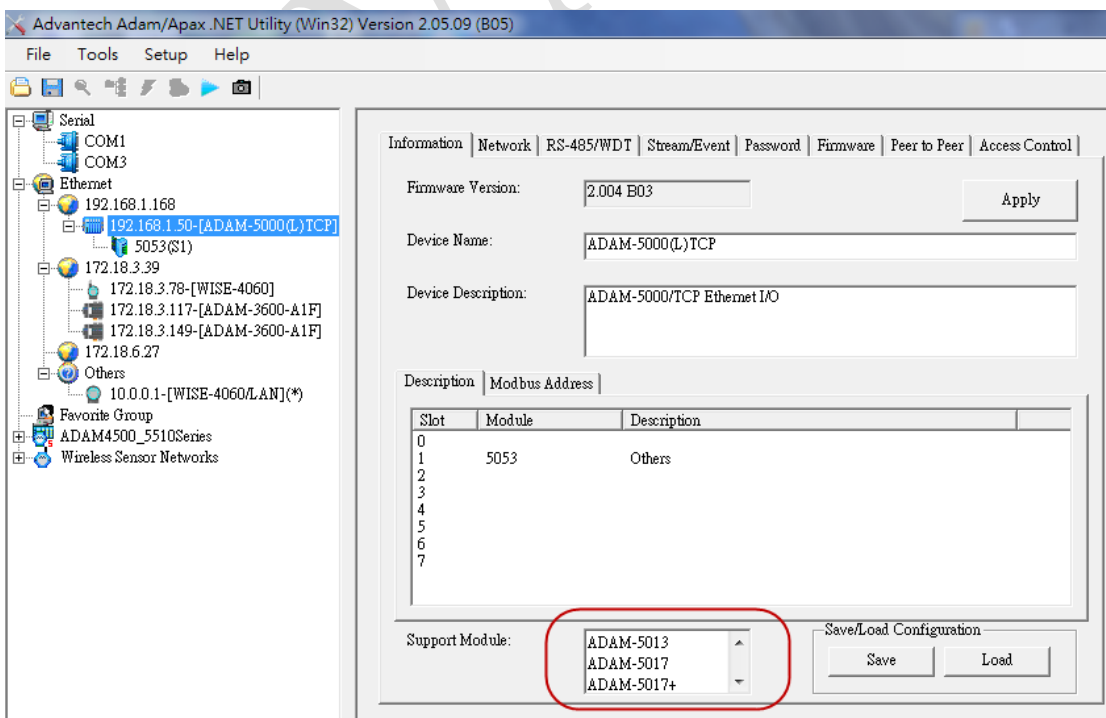 Advantech Adam/Apax .NET Utility (Win32) Version 2.05.09 (B05)
File Tools Setup Help
Serial
COM1
COM3
Ethernet
192.168.1.168
192.168.1.50-[ADAM-5000(L)TCP]
5053(S1)
172.18.3.39
172.18.3.78-[WISE-4060]
172.18.3.117-[ADAM-3600-A1F]
172.18.3.149-[ADAM-3600-A1F]
172.18.6.27
Others
10.0.0.1-[WISE-4060/LAN](*)
Favorite Group
ADAM4500_5510Series
Wireless Sensor Networks
Information Network RS-485/WDT Stream/Event Password Firmware Peer to Peer Access Control
Firmware Version: 2.004 B03 Apply
Device Name: ADAM-5000(L)TCP
Device Description: ADAM-5000/TCP Ethernet I/O
Description Modbus Address
Slot Module Description
0
1 5053 Others
2
3
4
5
6
7
Support Module: ADAM-5013
ADAM-5017
ADAM-5017+
Save/Load Configuration
Save Load